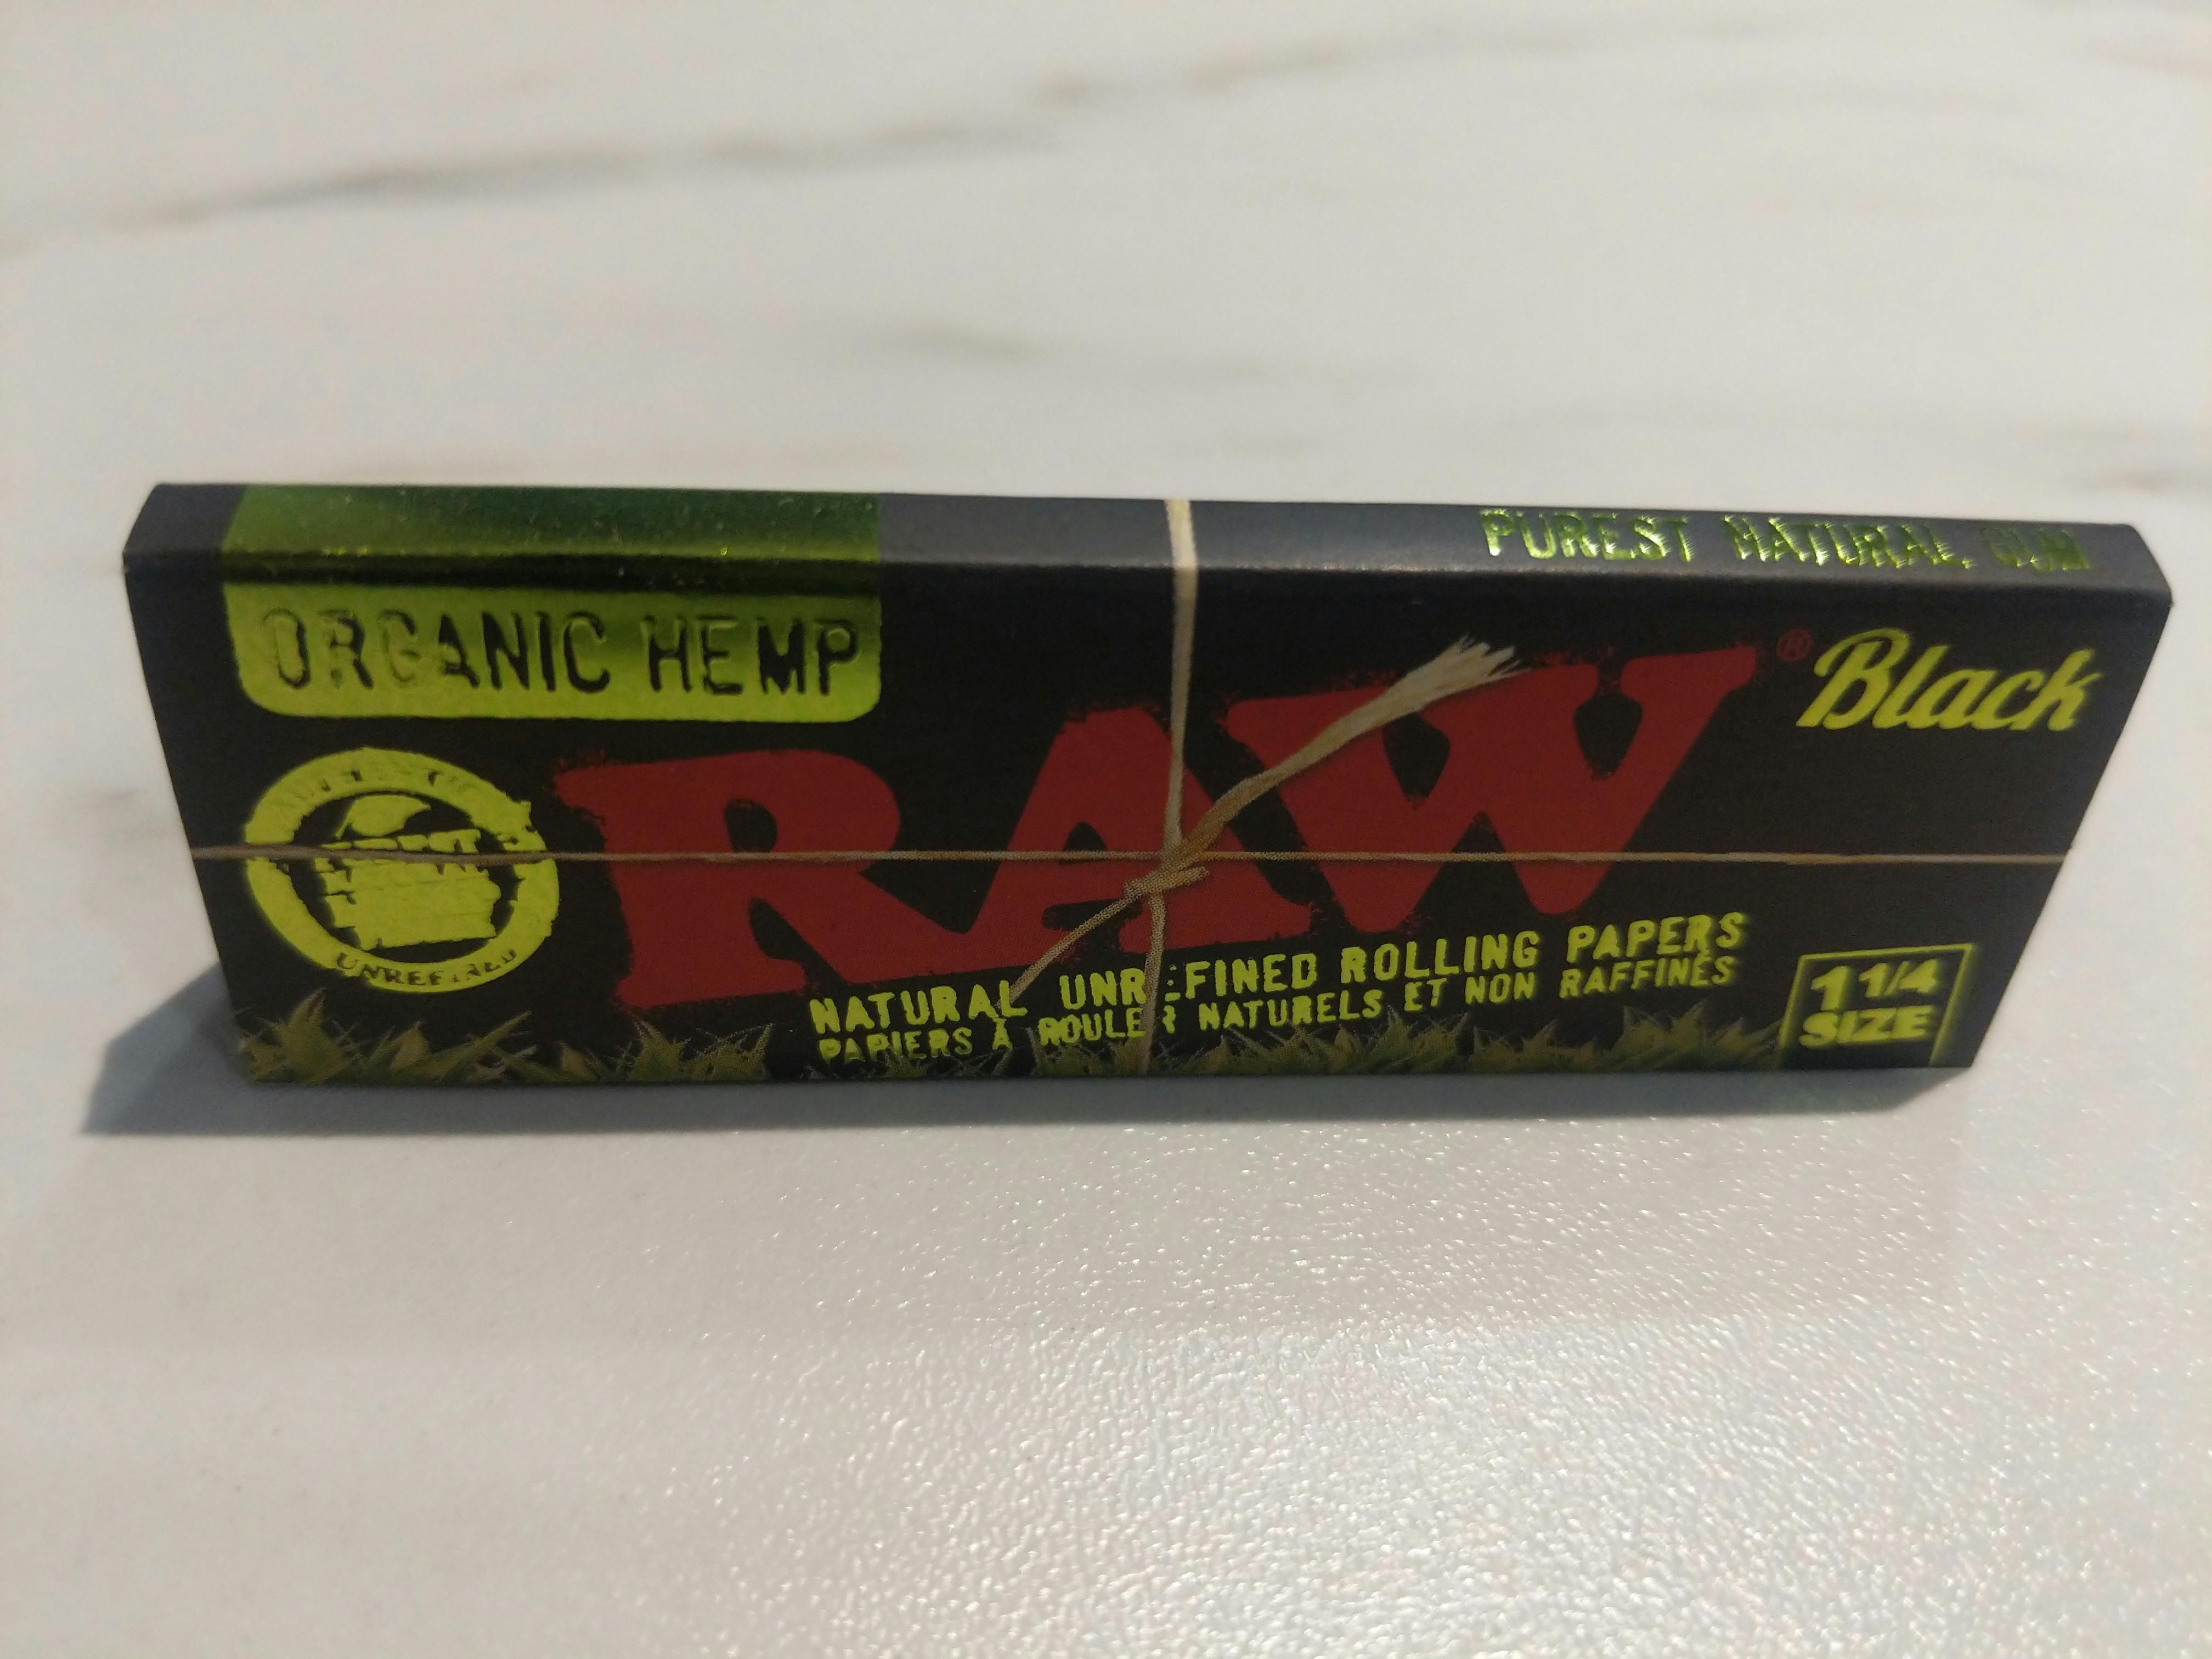 PUREST NATURAL GUM
ORGANIC HEMP
RAW®
Black
UNREFINED
NATURAL UNREFINED ROLLING PAPERS
PAPIERS À ROULER NATURELS ET NON RAFFINÉS
1 1/4
SIZE